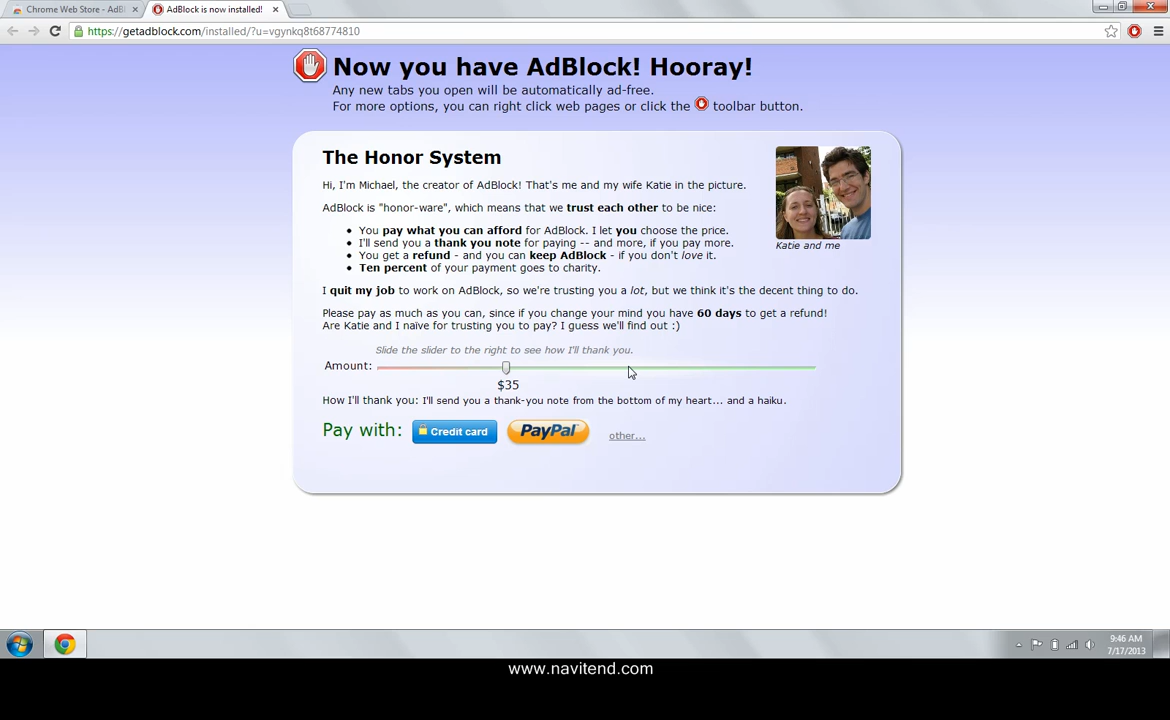 Chrome Web Store - AdBl
AdBlock is now installed!
https://getadblock.com/installed/?u=vgynkq8t68774810
Now you have AdBlock! Hooray!
Any new tabs you open will be automatically ad-free.
For more options, you can right click web pages or click the toolbar button.
The Honor System
Hi, I'm Michael, the creator of AdBlock! That's me and my wife Katie in the picture.
AdBlock is "honor-ware", which means that we trust each other to be nice:
• You pay what you can afford for AdBlock. I let you choose the price.
• I'll send you a thank you note for paying -- and more, if you pay more.
• You get a refund - and you can keep AdBlock - if you don't love it.
• Ten percent of your payment goes to charity.
Katie and me
I quit my job to work on AdBlock, so we're trusting you a lot, but we think it's the decent thing to do.
Please pay as much as you can, since if you change your mind you have 60 days to get a refund!
Are Katie and I naïve for trusting you to pay? I guess we'll find out :)
Slide the slider to the right to see how I'll thank you.
Amount:
$35
How I'll thank you: I'll send you a thank-you note from the bottom of my heart... and a haiku.
Pay with: Credit card PayPal other...
9:46 AM
7/17/2013
www.navitend.com